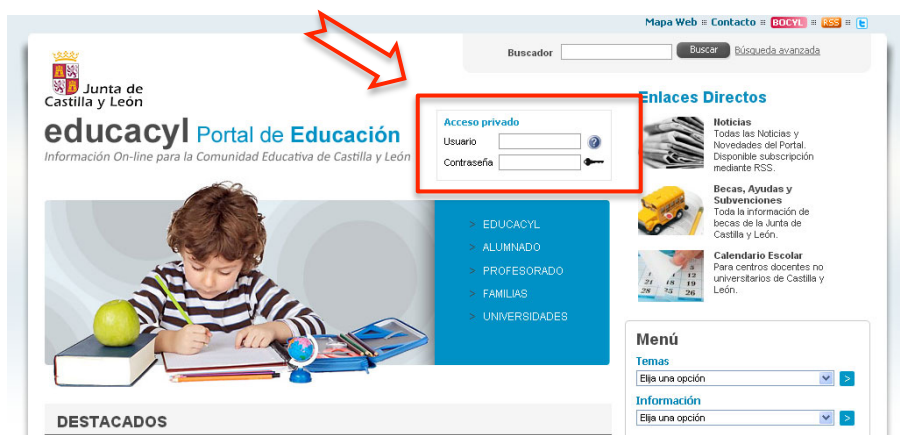 Mapa Web :: Contacto :: BOCYL :: RSS ::
Buscador
Buscar
Búsqueda avanzada
Junta de
Castilla y León
educacyl Portal de Educación
Información On-line para la Comunidad Educativa de Castilla y León
Acceso privado
Usuario
?
Contraseña
> EDUCACYL
> ALUMNADO
> PROFESORADO
> FAMILIAS
> UNIVERSIDADES
Enlaces Directos
Noticias
Todas las Noticias y
Novedades del Portal.
Disponible subscripción
mediante RSS.
Becas, Ayudas y
Subvenciones
Toda la información de
becas de la Junta de
Castilla y León.
Calendario Escolar
Para centros docentes no
universitarios de Castilla y
León.
Menú
Temas
Elija una opción
>
Información
Elija una opción
>
DESTACADOS